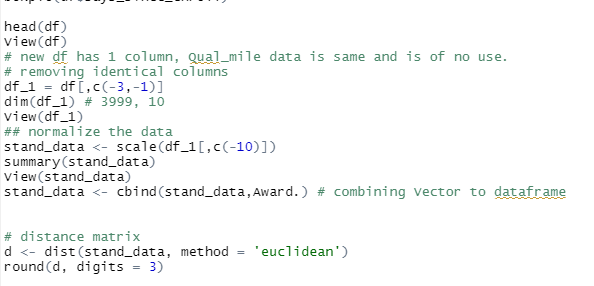 head(df)
View(df)
# new df has 1 column, Qual_mile data is same and is of no use.
# removing identical columns
df_1 = df[,c(-3,-1)]
dim(df_1) # 3999, 10
View(df_1)
## normalize the data
stand_data <- scale(df_1[,c(-10)])
summary(stand_data)
View(stand_data)
stand_data <- cbind(stand_data,Award.) # combining Vector to dataframe
# distance matrix
d <- dist(stand_data, method = 'euclidean')
round(d, digits = 3)